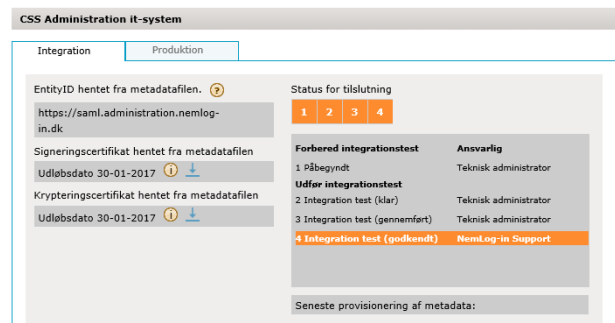 CSS Administration it-system
Integration
Produktion
EntityID hentet fra metadatafilen. ?
https://saml.administration.nemlog-
in.dk
Signeringscertifikat hentet fra metadatafilen
Udløbsdato 30-01-2017 i
Krypteringscertifikat hentet fra metadatafilen
Udløbsdato 30-01-2017 i
Status for tilslutning
1 2 3 4
Forbered integrationstest Ansvarlig
1 Påbegyndt Teknisk administrator
Udfør integrationstest
2 Integration test (klar) Teknisk administrator
3 Integration test (gennemført) Teknisk administrator
4 Integration test (godkendt) NemLog-in Support
Seneste provisionering af metadata: